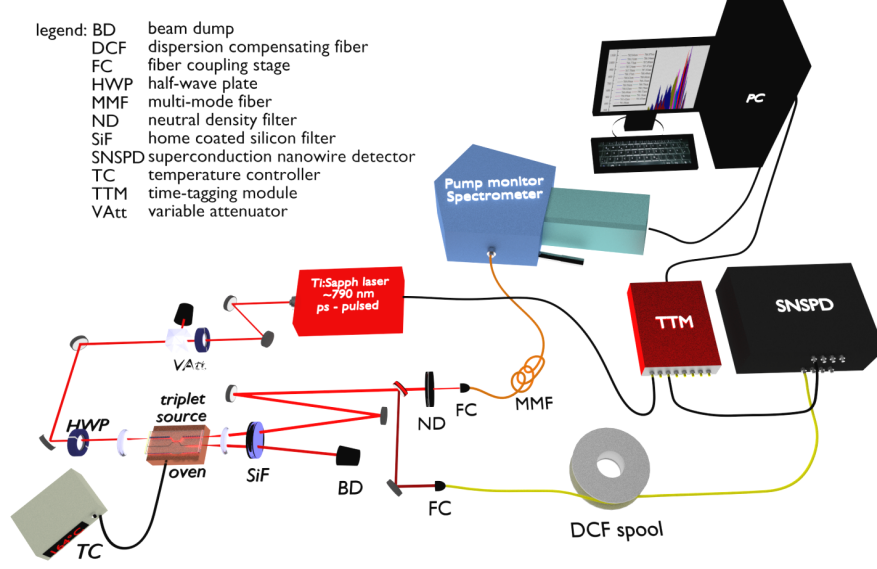 legend: BD beam dump
DCF dispersion compensating fiber
FC fiber coupling stage
HWP half-wave plate
MMF multi-mode fiber
ND neutral density filter
SiF home coated silicon filter
SNSPD superconduction nanowire detector
TC temperature controller
TTM time-tagging module
VAtt variable attenuator
PC
Pump monitor
Spectrometer
Ti:Sapph laser
~790 nm
ps - pulsed
TTM
SNSPD
VAtt.
HWP
triplet
source
oven
SiF
BD
ND
FC
MMF
FC
DCF spool
TC